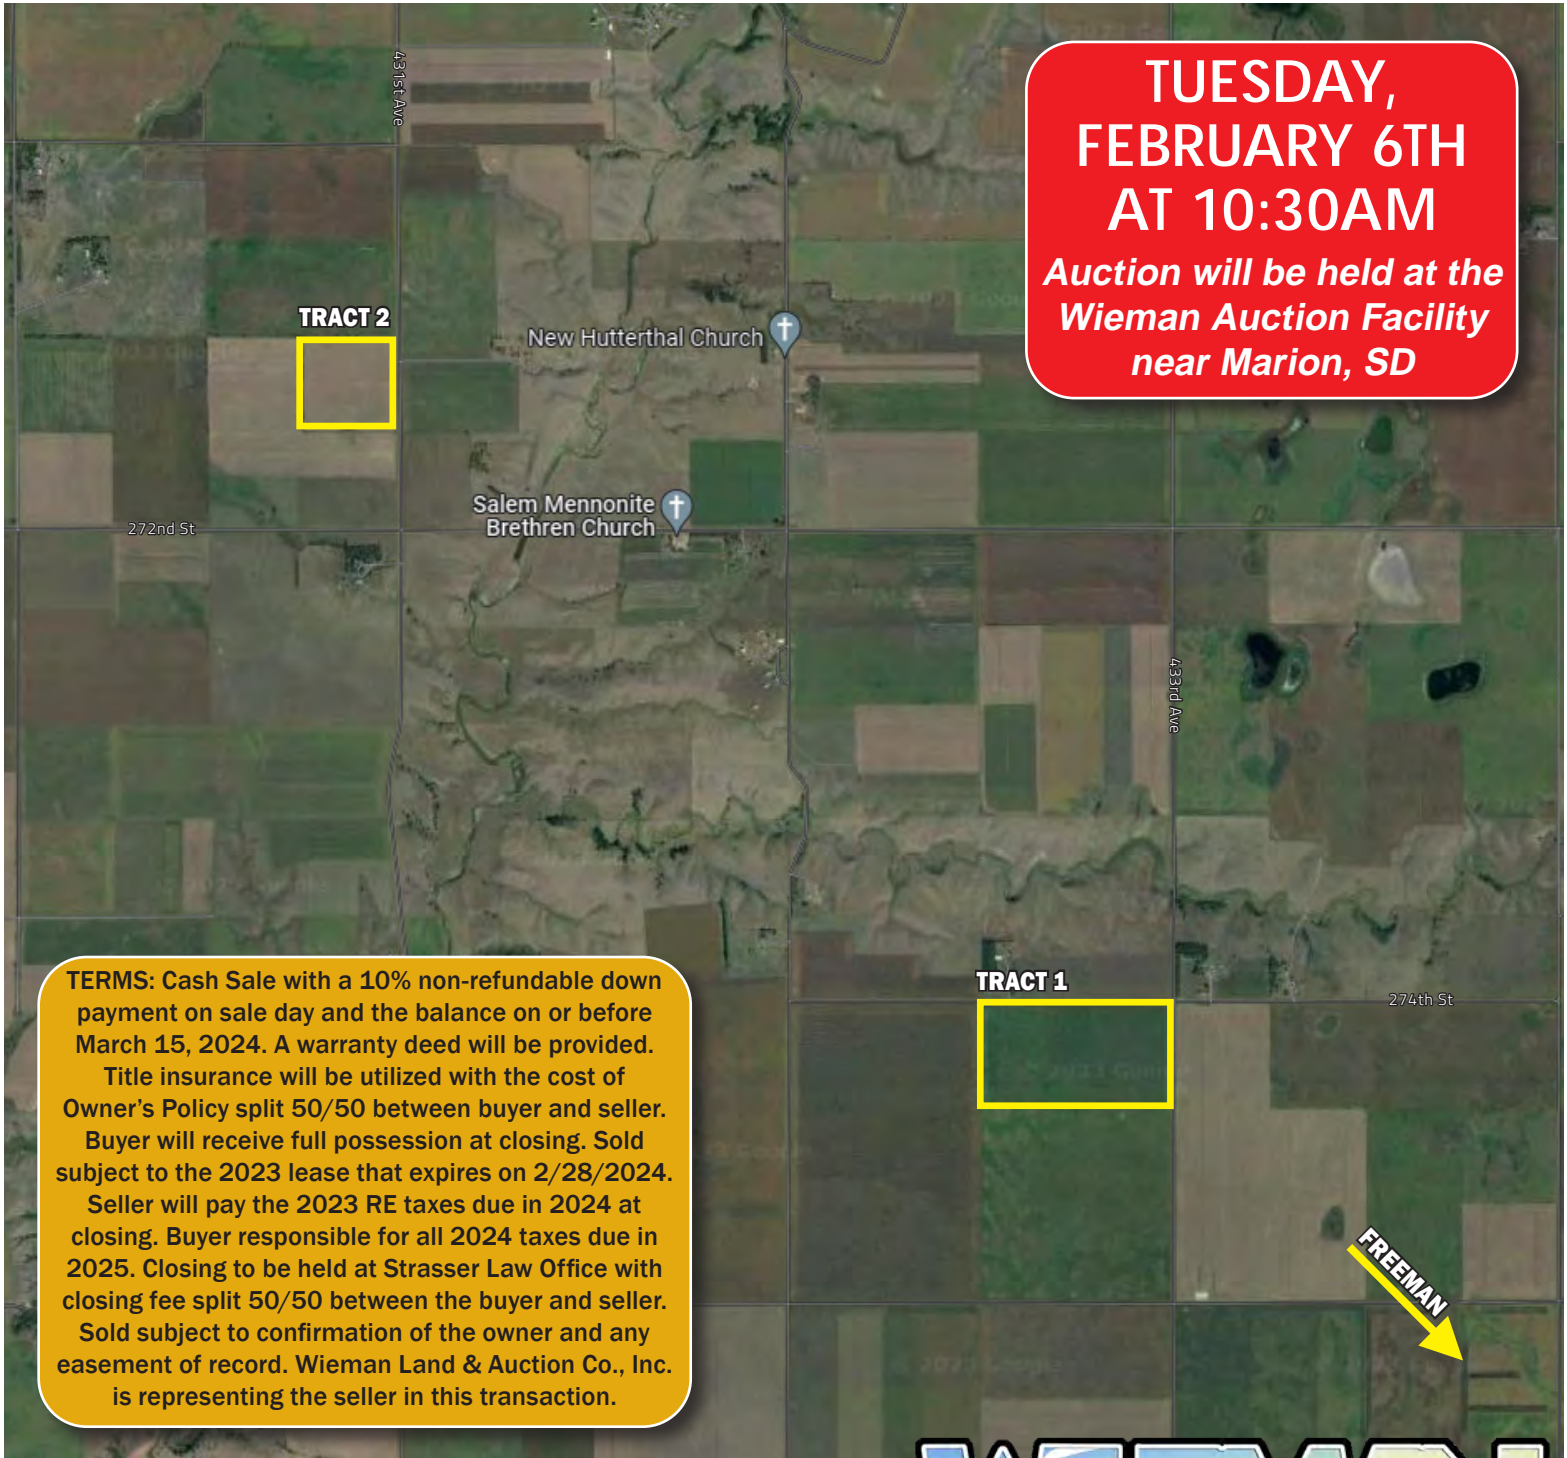 431st Ave
TUESDAY,
FEBRUARY 6TH
AT 10:30AM
Auction will be held at the
Wieman Auction Facility
near Marion, SD
TRACT 2
New Hutterthal Church
Salem Mennonite
Brethren Church
272nd St
433rd Ave
TRACT 1
274th St
TERMS: Cash Sale with a 10% non-refundable down
payment on sale day and the balance on or before
March 15, 2024. A warranty deed will be provided.
Title insurance will be utilized with the cost of
Owner's Policy split 50/50 between buyer and seller.
Buyer will receive full possession at closing. Sold
subject to the 2023 lease that expires on 2/28/2024.
Seller will pay the 2023 RE taxes due in 2024 at
closing. Buyer responsible for all 2024 taxes due in
2025. Closing to be held at Strasser Law Office with
closing fee split 50/50 between the buyer and seller.
Sold subject to confirmation of the owner and any
easement of record. Wieman Land & Auction Co., Inc.
is representing the seller in this transaction.
FREEMAN